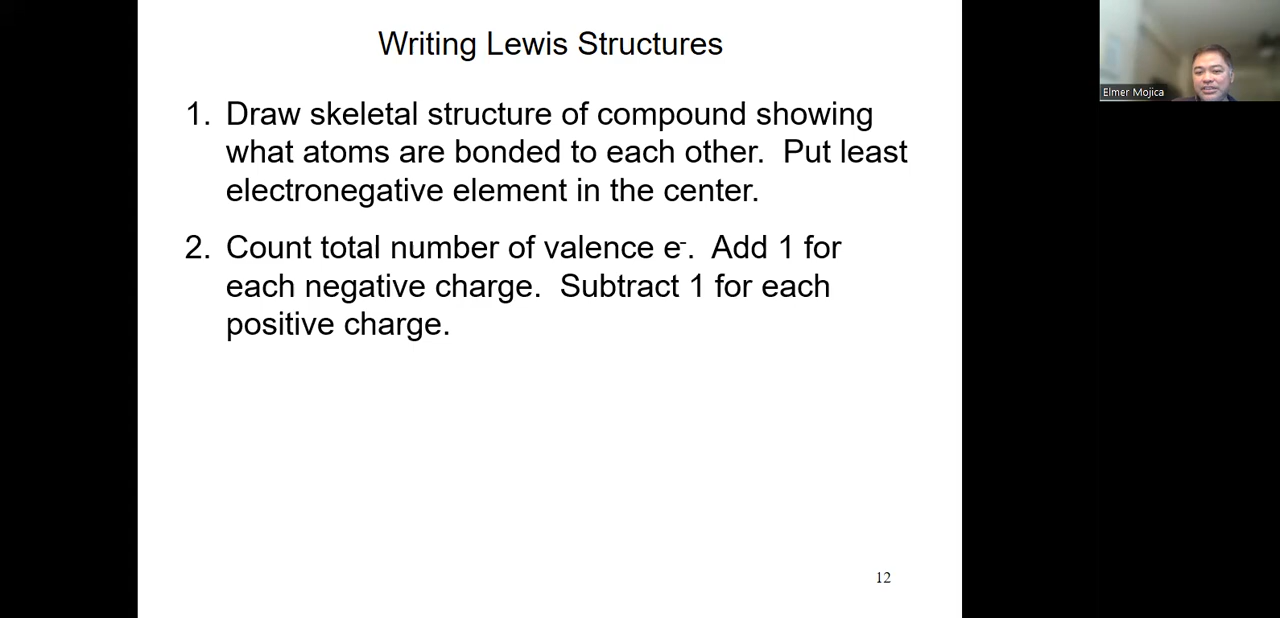 Writing Lewis Structures
1. Draw skeletal structure of compound showing
what atoms are bonded to each other.  Put least
electronegative element in the center.
2. Count total number of valence e⁻.  Add 1 for
each negative charge.  Subtract 1 for each
positive charge.
12
Elmer Mojica